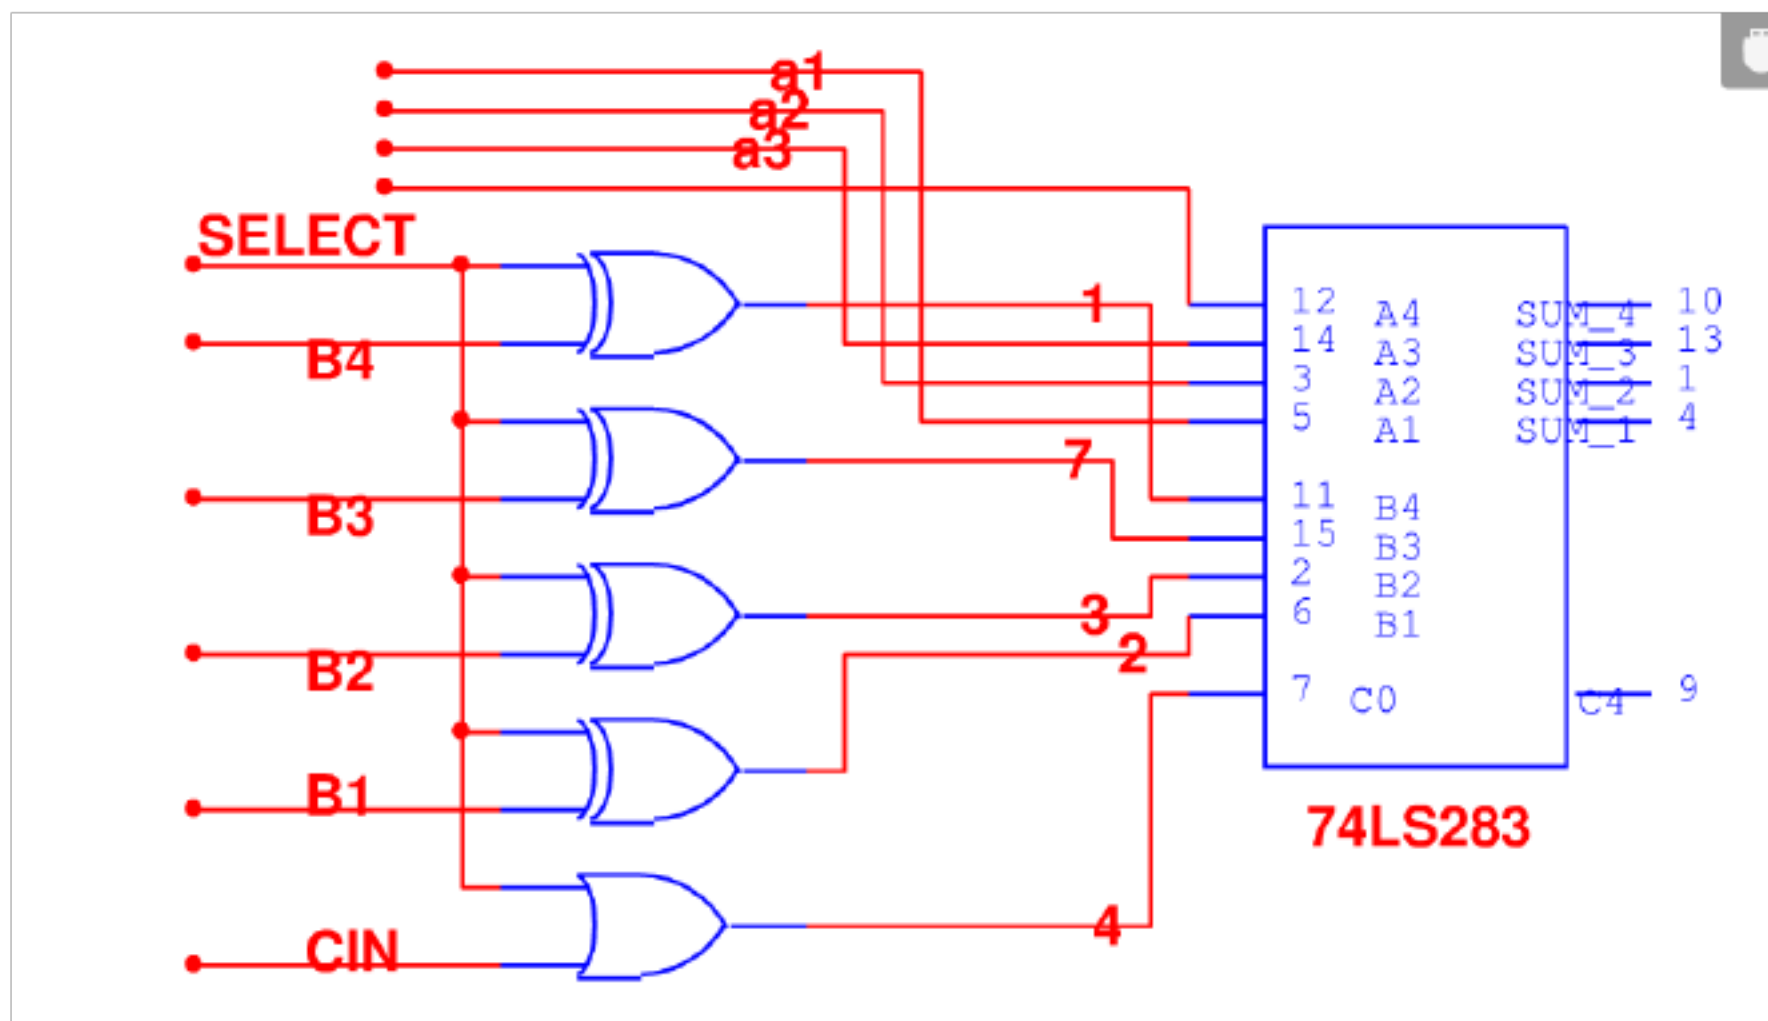 a1
a2
a3
SELECT
B4
B3
B2
B1
CIN
1
7
3
2
4
12 A4 SUM_4 10
14 A3 SUM_3 13
3 A2 SUM_2 1
5 A1 SUM_1 4
11 B4
15 B3
2 B2
6 B1
7 C0 C4 9
74LS283